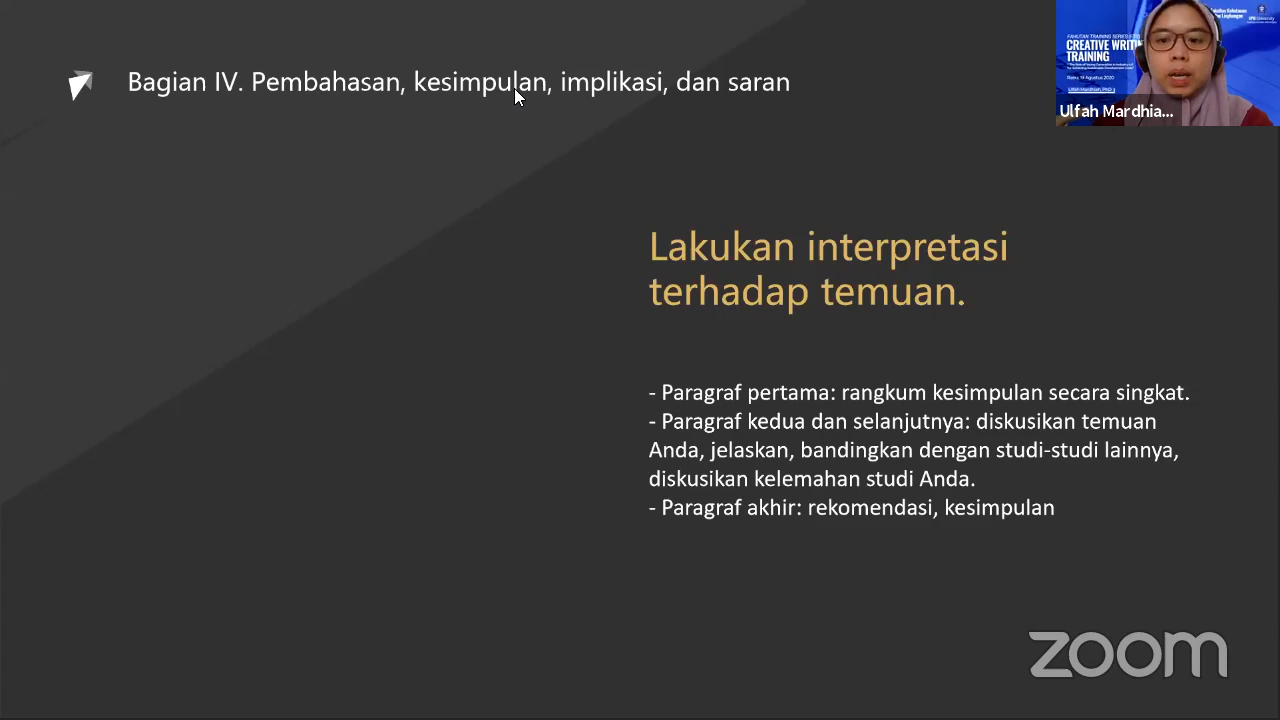 Bagian IV. Pembahasan, kesimpulan, implikasi, dan saran
CREATIVE WRITING
TRAINING
Ulfah Mardhia...
Lakukan interpretasi
terhadap temuan.
- Paragraf pertama: rangkum kesimpulan secara singkat.
- Paragraf kedua dan selanjutnya: diskusikan temuan
Anda, jelaskan, bandingkan dengan studi-studi lainnya,
diskusikan kelemahan studi Anda.
- Paragraf akhir: rekomendasi, kesimpulan
zoom